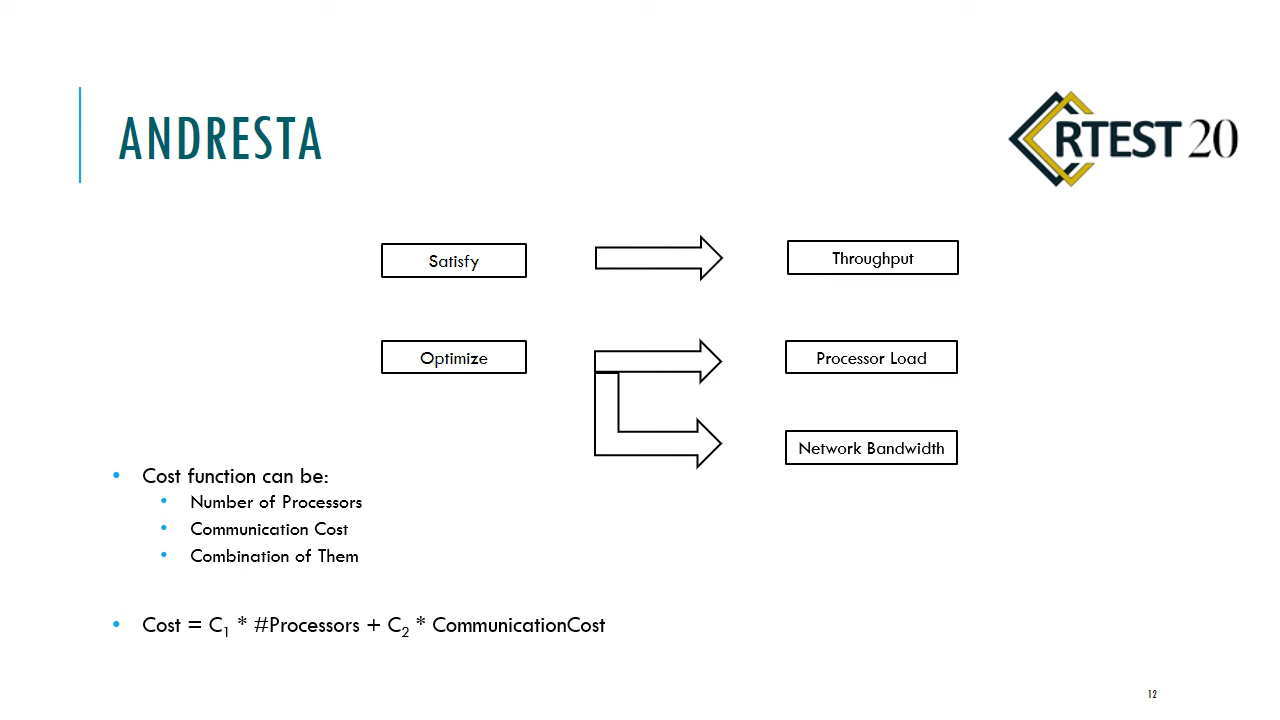 ANDRESTA
RTEST 20
Satisfy
Throughput
Optimize
Processor Load
Network Bandwidth
• Cost function can be:
• Number of Processors
• Communication Cost
• Combination of Them
• Cost = C1 * #Processors + C2 * CommunicationCost
12